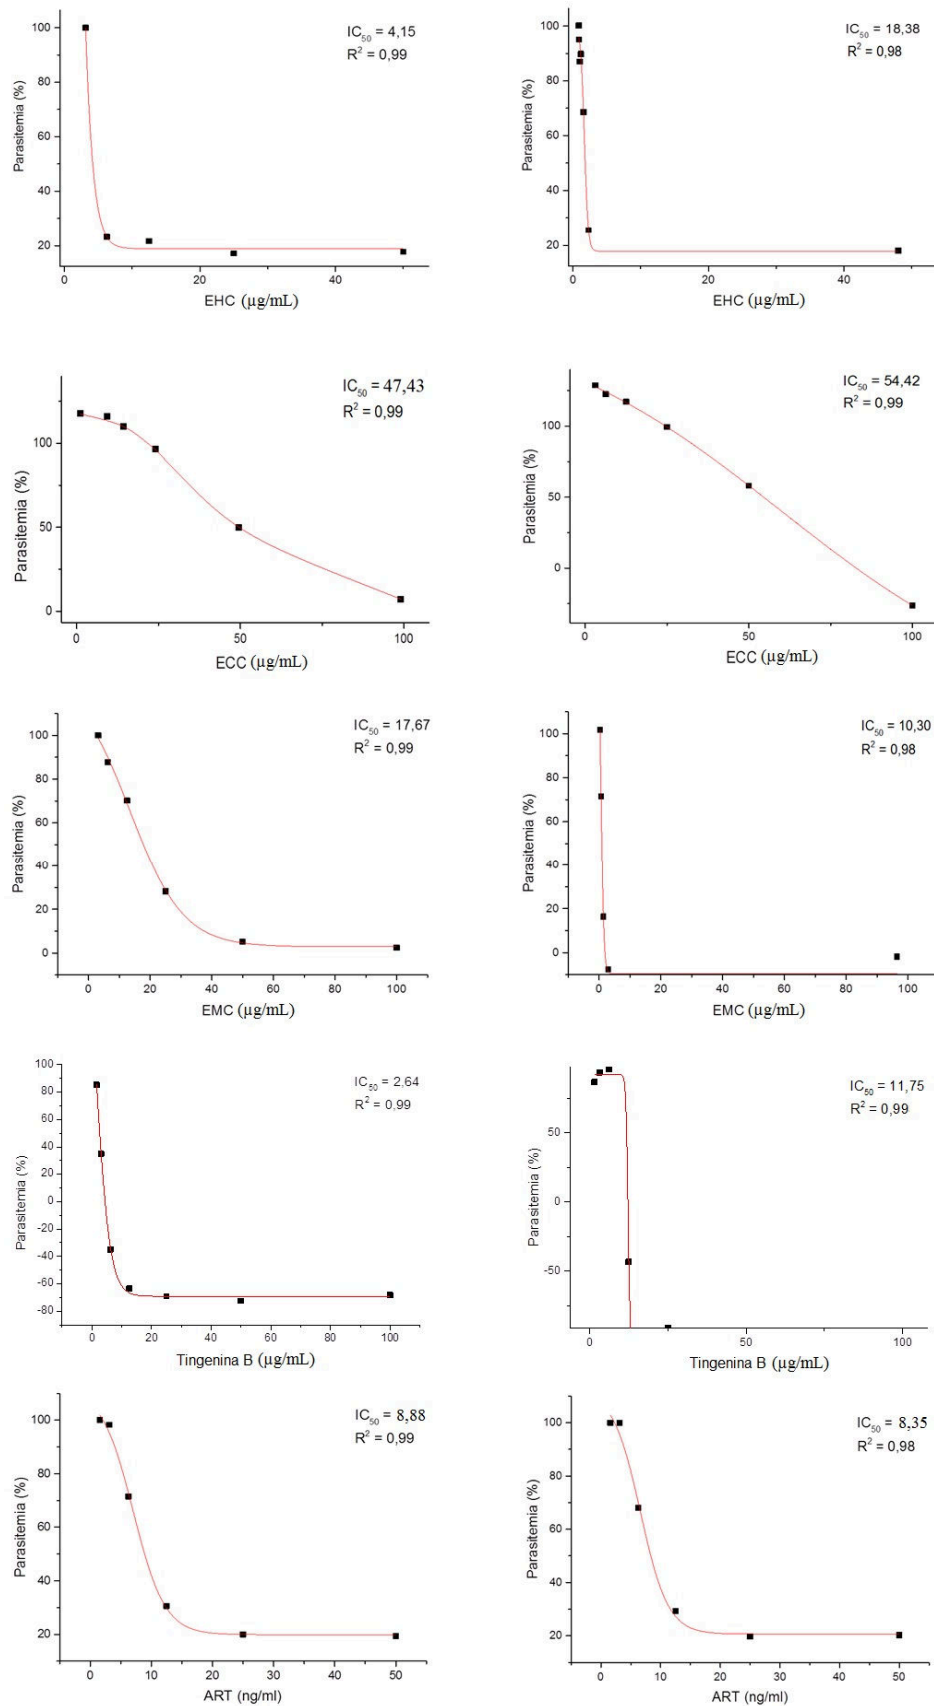 IC50 = 4,15
R2 = 0,99
100
80
60
40
20
Parasitemia (%)
0
20
40
EHC (µg/mL)
IC50 = 18,38
R2 = 0,98
100
80
60
40
20
Parasitemia (%)
0
20
40
EHC (µg/mL)
IC50 = 47,43
R2 = 0,99
100
50
0
Parasitemia (%)
0
50
100
ECC (µg/mL)
IC50 = 54,42
R2 = 0,99
100
50
0
Parasitemia (%)
0
50
100
ECC (µg/mL)
IC50 = 17,67
R2 = 0,99
100
80
60
40
20
0
Parasitemia (%)
0
20
40
60
80
100
EMC (µg/mL)
IC50 = 10,30
R2 = 0,98
100
80
60
40
20
0
Parasitemia (%)
0
20
40
60
80
100
EMC (µg/mL)
IC50 = 2,64
R2 = 0,99
100
80
60
40
20
0
-20
-40
-60
-80
Parasitemia (%)
0
20
40
60
80
100
Tingenina B (µg/mL)
IC50 = 11,75
R2 = 0,99
50
0
-50
Parasitemia (%)
0
50
100
Tingenina B (µg/mL)
IC50 = 8,88
R2 = 0,99
100
80
60
40
20
Parasitemia (%)
0
10
20
30
40
50
ART (ng/ml)
IC50 = 8,35
R2 = 0,98
100
80
60
40
20
Parasitemia (%)
0
10
20
30
40
50
ART (ng/ml)